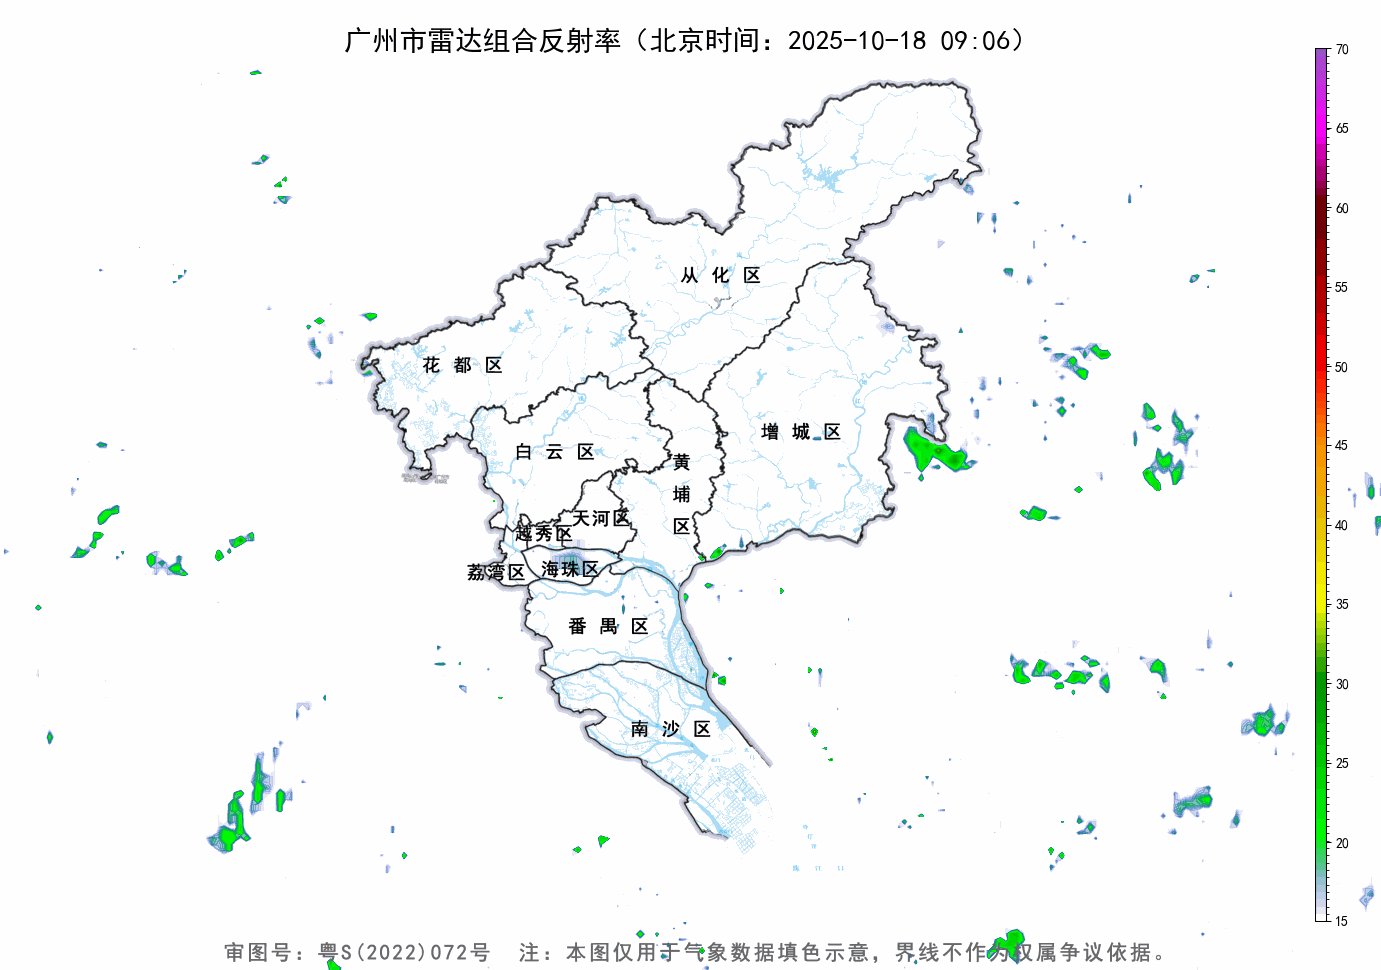 广州市雷达组合反射率（北京时间：2025-10-18 09:06）
70
65
60
55
50
45
40
35
30
25
20
15
从化区
花都区
增城区
白云区
黄埔区
天河区
越秀区
荔湾区
海珠区
番禺区
南沙区
审图号：粤S(2022)072号 注：本图仅用于气象数据填色示意，界线不作为权属争议依据。